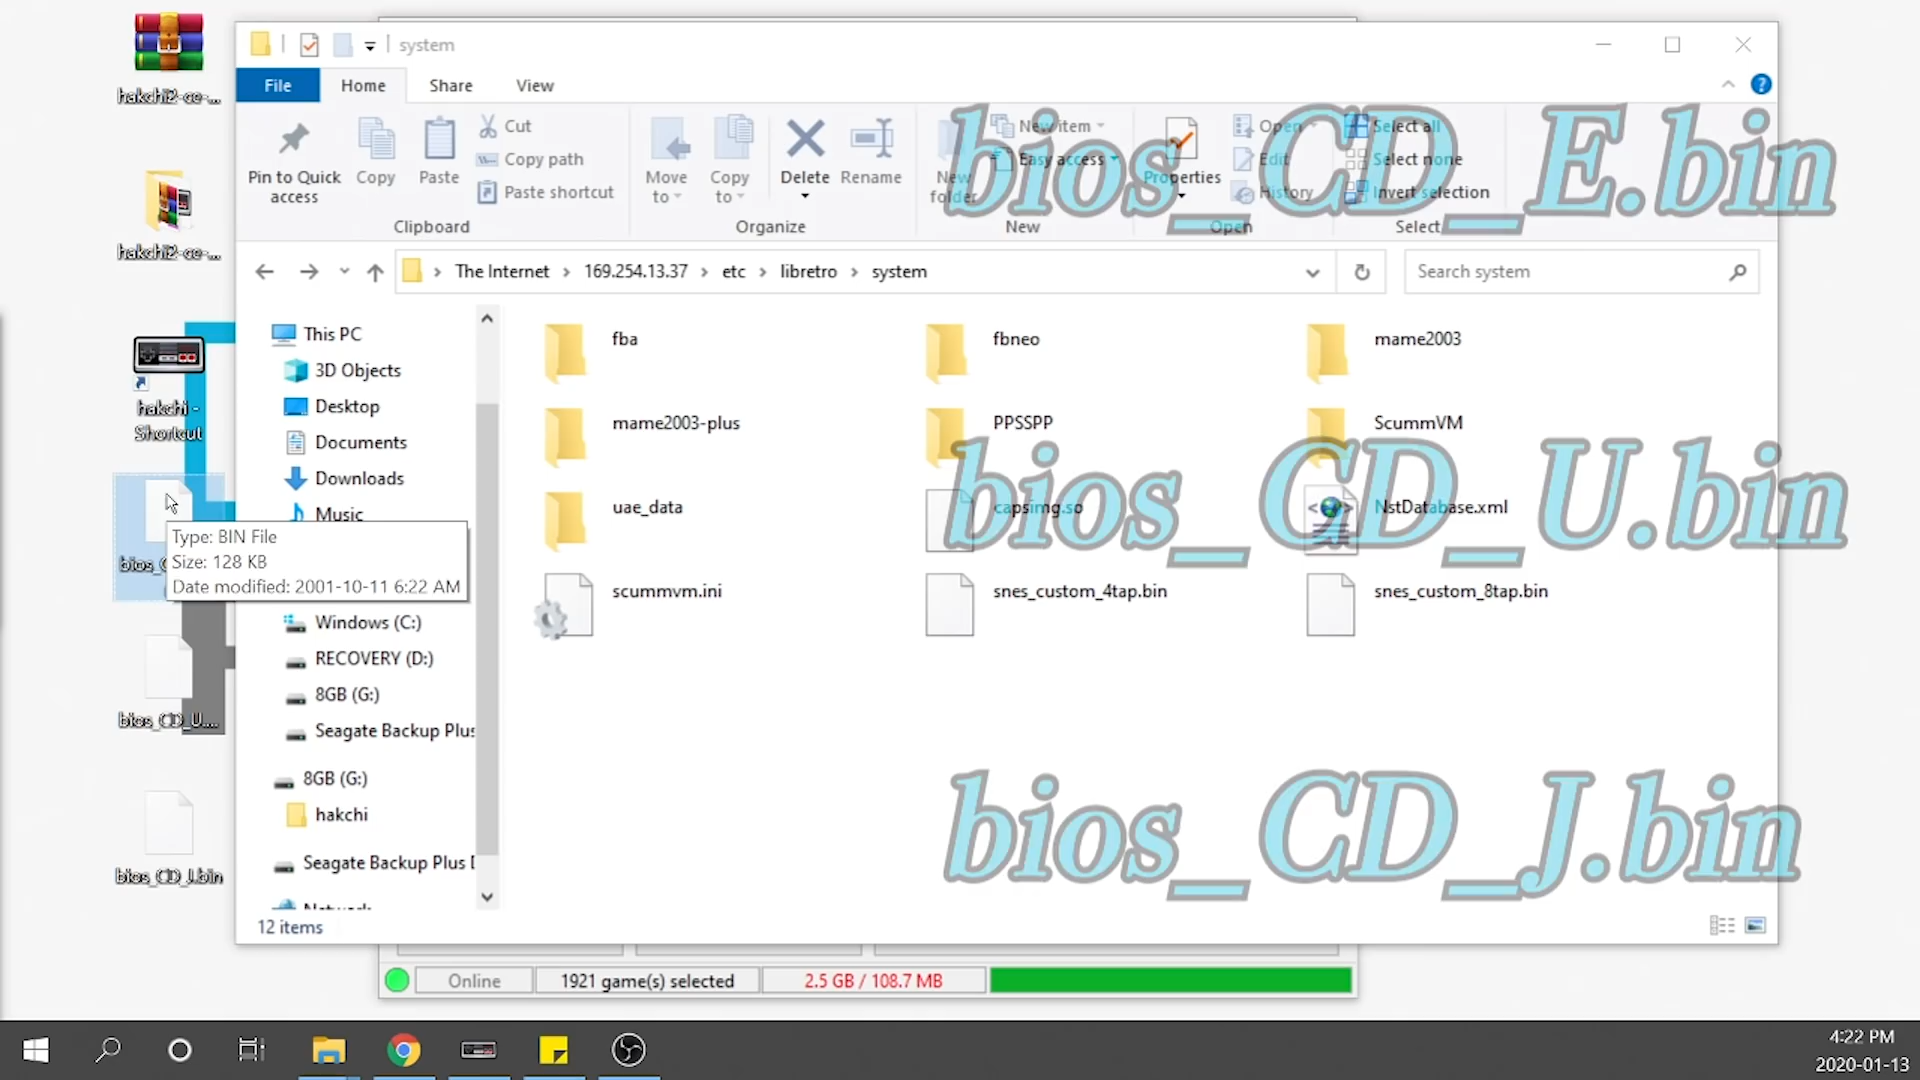 system
File
Home
Share
View
Pin to Quick access
Copy
Paste
Cut
Copy path
Paste shortcut
Clipboard
Move to
Copy to
Delete
Rename
Organize
New folder
New item
Easy access
New
Properties
Open
Edit
History
Open
Select all
Select none
Invert selection
Select
bios_CD_E.bin
The Internet
169.254.13.37
etc
libretro
system
Search system
hakchi2-ce-...
hakchi2-ce-...
hakchi - Shortcut
Type: BIN File
Size: 128 KB
Date modified: 2001-10-11 6:22 AM
bios_CD_U....
bios_CD_J.bin
This PC
3D Objects
Desktop
Documents
Downloads
Music
Windows (C:)
RECOVERY (D:)
8GB (G:)
Seagate Backup Plus
8GB (G:)
hakchi
Seagate Backup Plus
Network
fba
fbneo
mame2003
mame2003-plus
PPSSPP
ScummVM
uae_data
capsimg.so
NstDatabase.xml
scummvm.ini
snes_custom_4tap.bin
snes_custom_8tap.bin
bios_CD_U.bin
bios_CD_J.bin
12 items
Online
1921 game(s) selected
2.5 GB / 108.7 MB
4:22 PM
2020-01-13